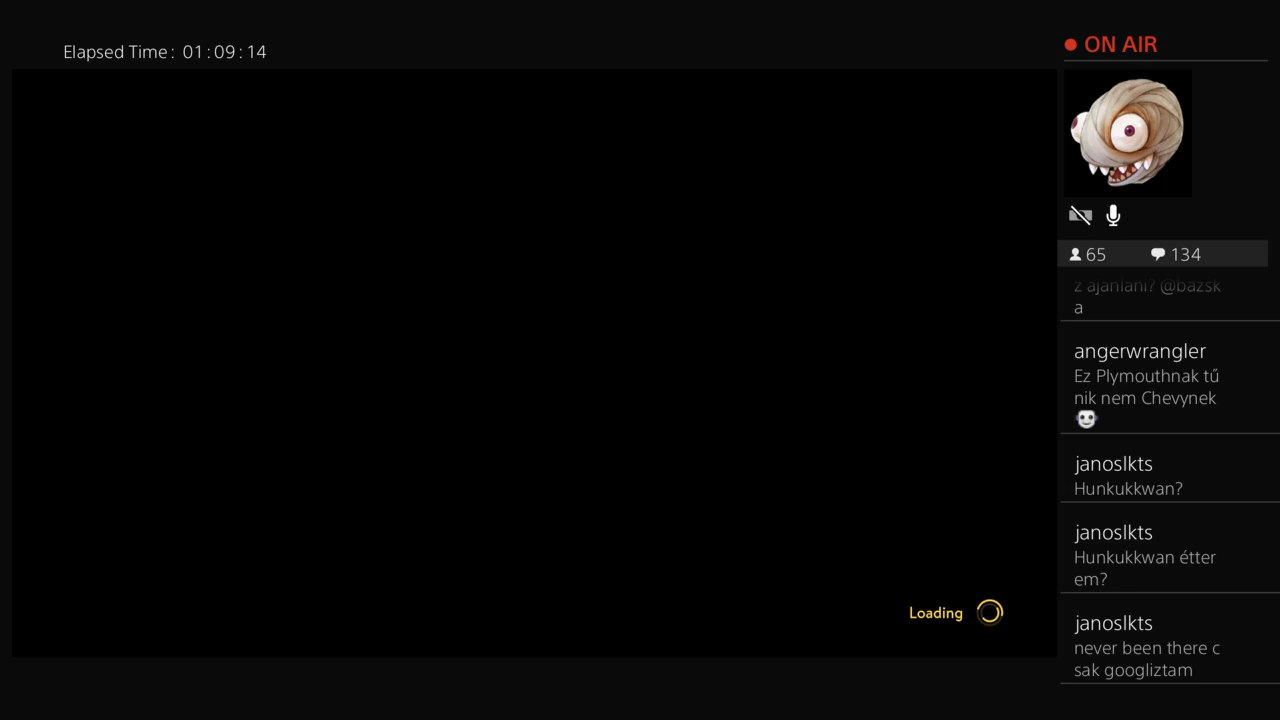 Elapsed Time: 01:09:14
ON AIR
65 134
z ajanlani? @bazsk
a
angerwrangler
Ez Plymouthnak tű
nik nem Chevynek
janoslkts
Hunkukkwan?
janoslkts
Hunkukkwan étter
em?
janoslkts
never been there c
sak googliztam
Loading